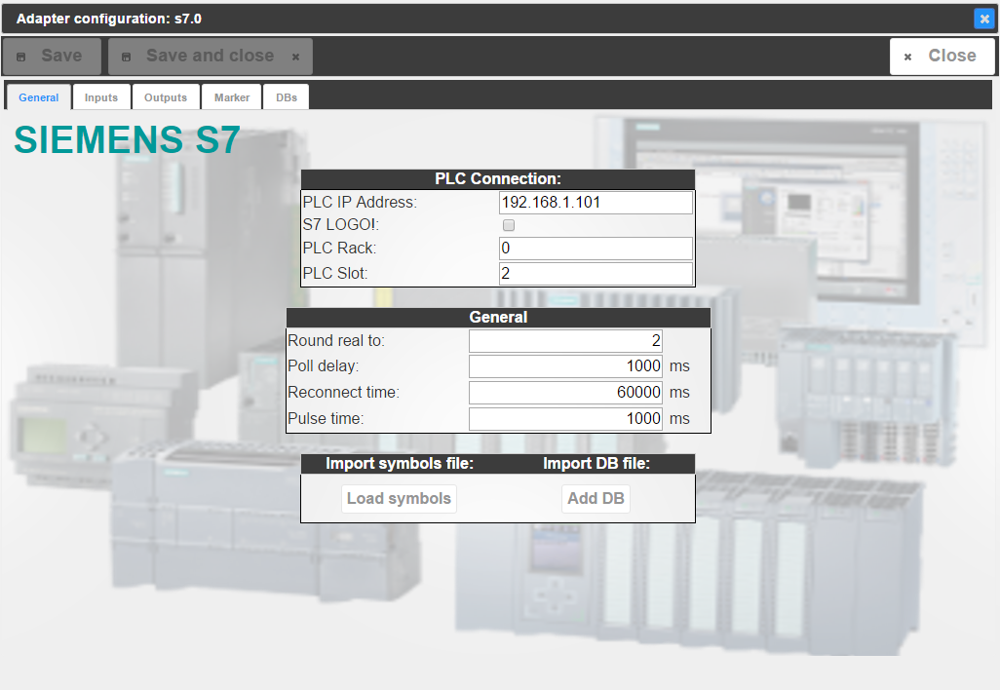 Adapter configuration: s7.0
Save
Save and close
Close
General Inputs Outputs Marker DBs
SIEMENS S7
PLC Connection:
PLC IP Address: 192.168.1.101
S7 LOGO!:
PLC Rack: 0
PLC Slot: 2
General
Round real to: 2
Poll delay: 1000 ms
Reconnect time: 60000 ms
Pulse time: 1000 ms
Import symbols file: Import DB file:
Load symbols Add DB